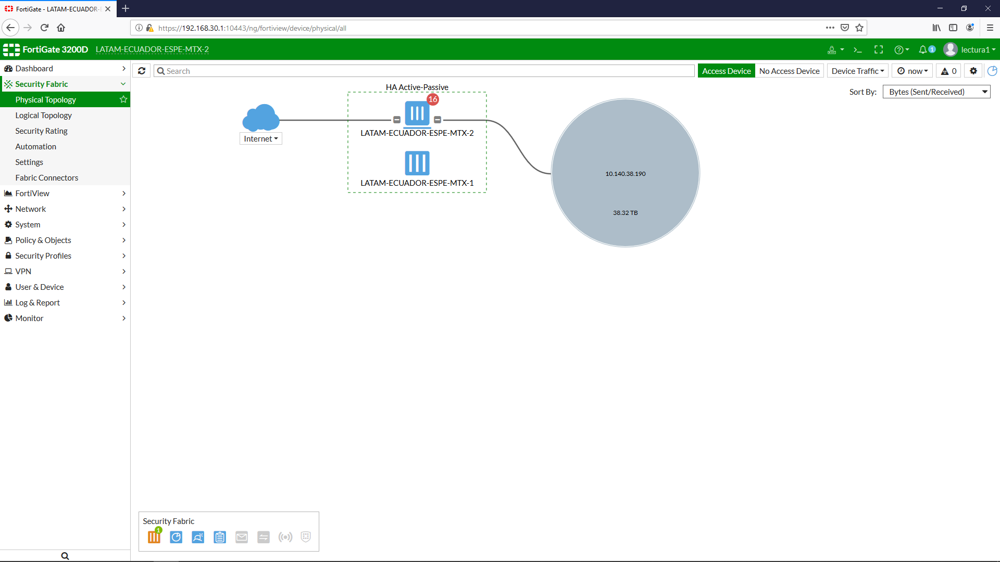 FortiGate - LATAM-ECUADOR-E
https://192.168.30.1:10443/ng/fortiview/device/physical/all
FortiGate 3200D LATAM-ECUADOR-ESPE-MTX-2
1
lectura1
Dashboard
Security Fabric
Physical Topology
Logical Topology
Security Rating
Automation
Settings
Fabric Connectors
FortiView
Network
System
Policy & Objects
Security Profiles
VPN
User & Device
Log & Report
Monitor
Search
Access Device
No Access Device
Device Traffic
now
0
Sort By: Bytes (Sent/Received)
HA Active-Passive
16
LATAM-ECUADOR-ESPE-MTX-2
Internet
LATAM-ECUADOR-ESPE-MTX-1
10.140.38.190
38.32 TB
Security Fabric
1